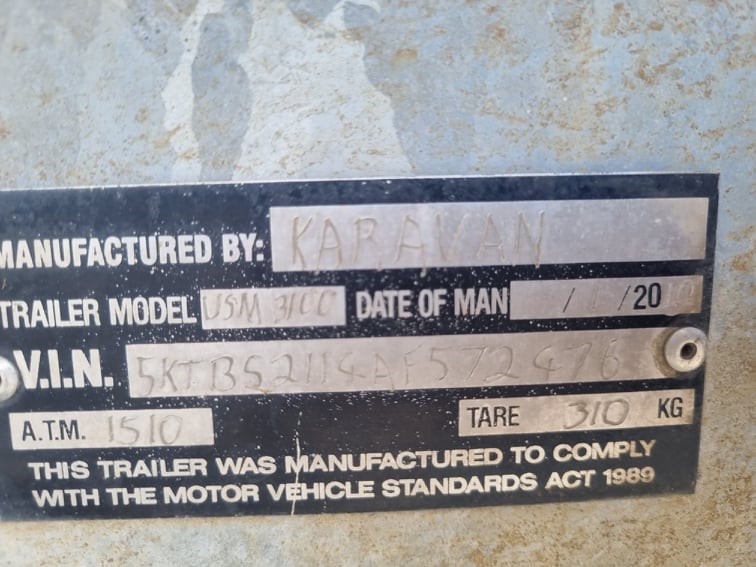 MANUFACTURED BY: KARAVAN
TRAILER MODEL USM 3100 DATE OF MAN / /20
V.I.N. 5KTBS2114AF572476
A.T.M. 1510 TARE 310 KG
THIS TRAILER WAS MANUFACTURED TO COMPLY
WITH THE MOTOR VEHICLE STANDARDS ACT 1989